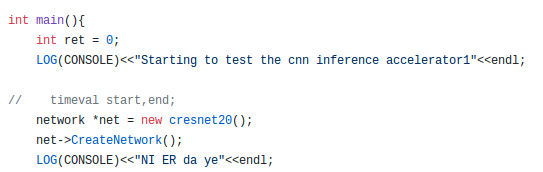 int main(){
    int ret = 0;
    LOG(CONSOLE)<<"Starting to test the cnn inference accelerator1"<<endl;
//    timeval start,end;
    network *net = new cresnet20();
    net->CreateNetwork();
    LOG(CONSOLE)<<"NI ER da ye"<<endl;